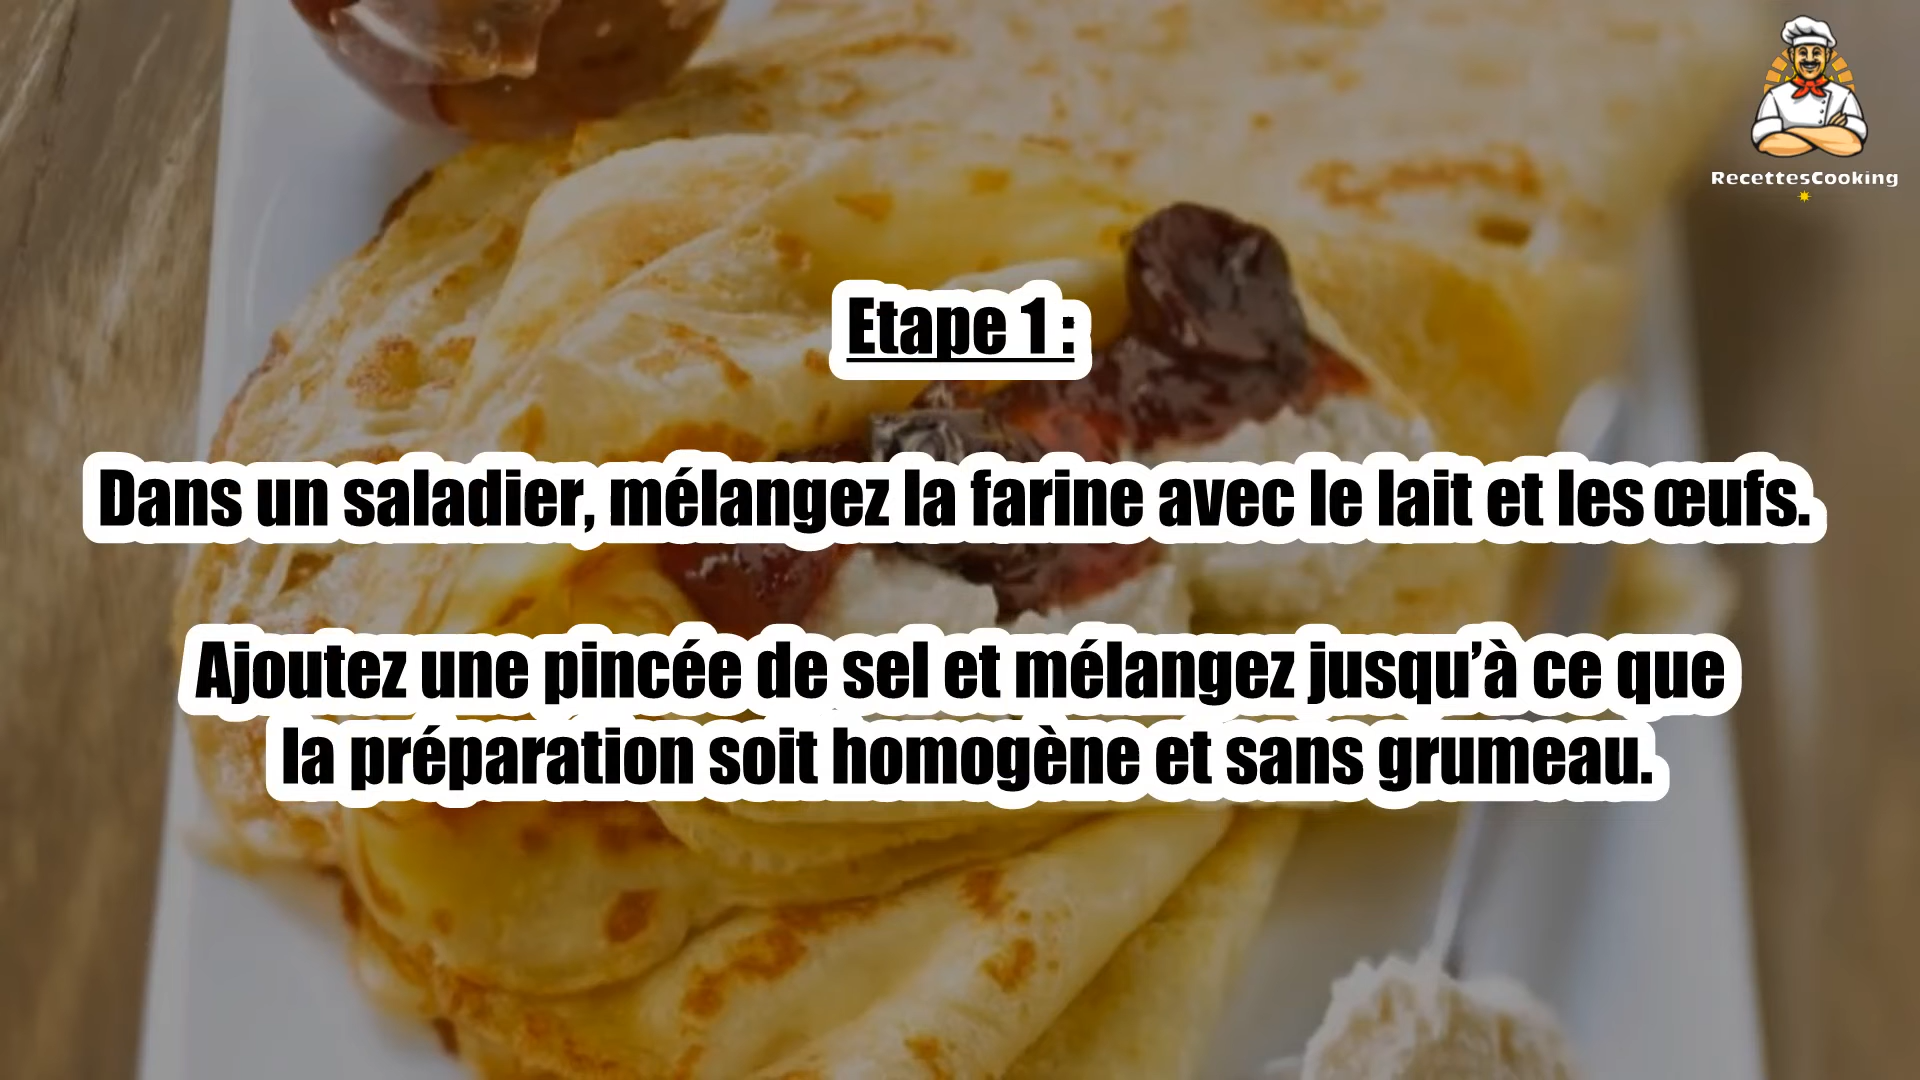 RecettesCooking
Etape 1 :
Dans un saladier, mélangez la farine avec le lait et les œufs.
Ajoutez une pincée de sel et mélangez jusqu’à ce que
la préparation soit homogène et sans grumeau.